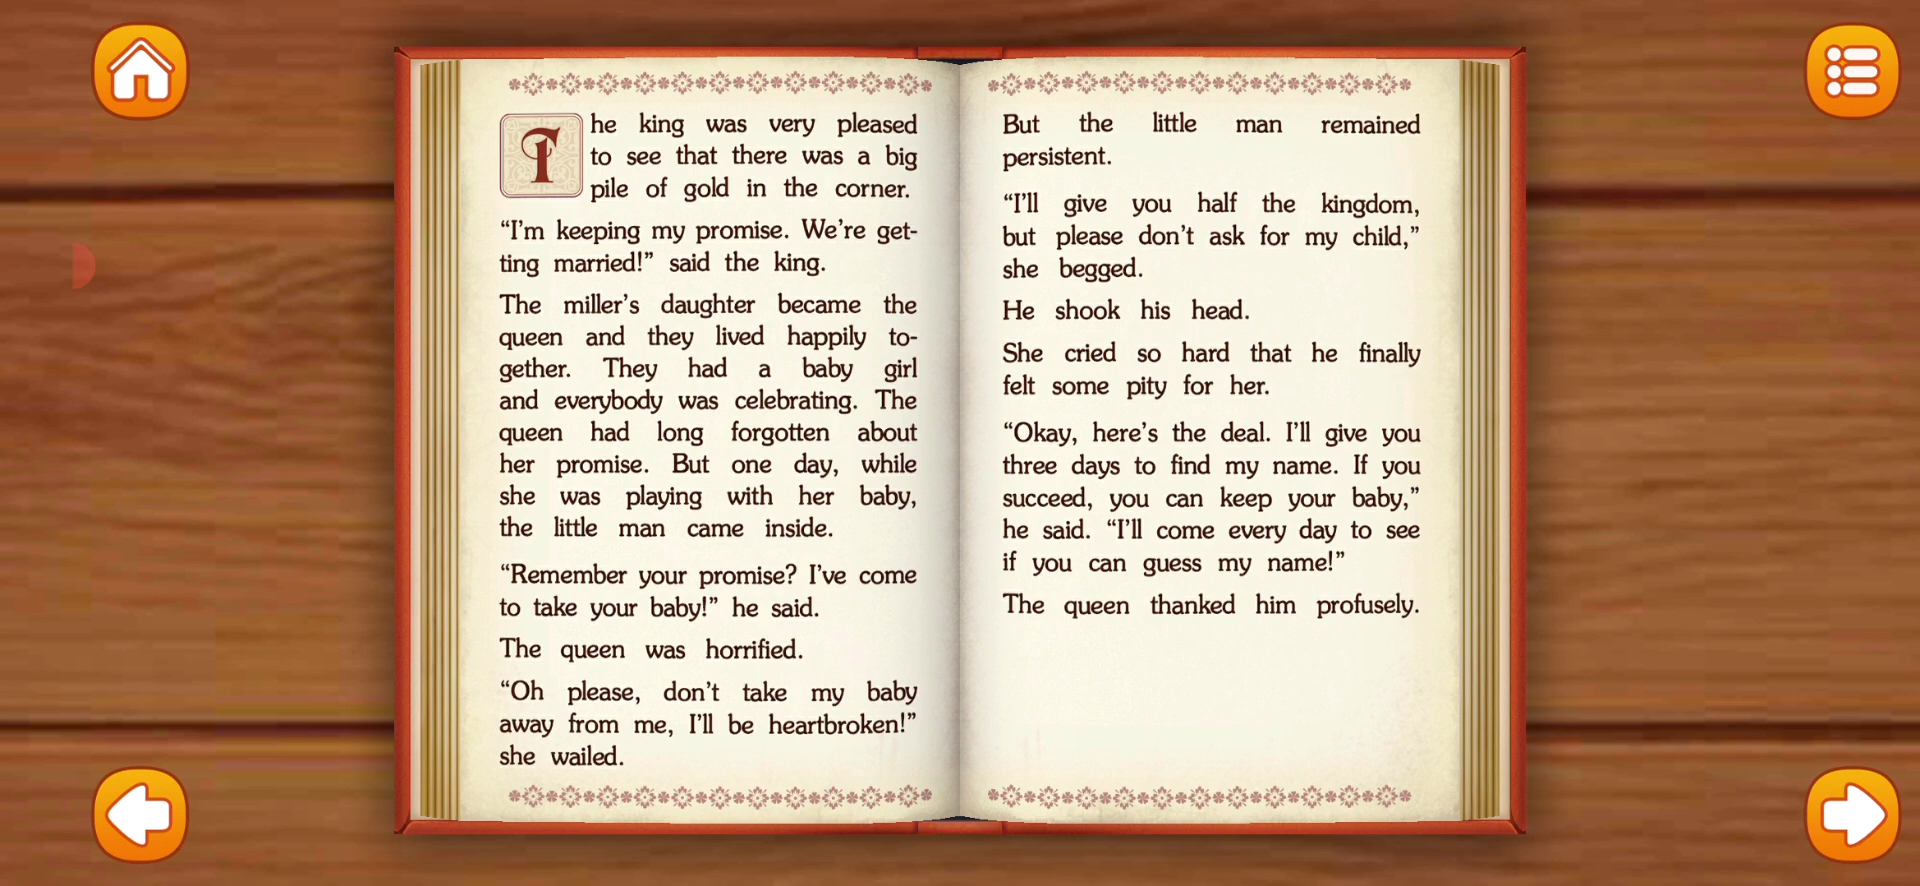 The king was very pleased
to see that there was a big
pile of gold in the corner.
“I’m keeping my promise. We’re get-
ting married!” said the king.
The miller’s daughter became the
queen and they lived happily to-
gether. They had a baby girl
and everybody was celebrating. The
queen had long forgotten about
her promise. But one day, while
she was playing with her baby,
the little man came inside.
“Remember your promise? I’ve come
to take your baby!” he said.
The queen was horrified.
“Oh please, don’t take my baby
away from me, I’ll be heartbroken!”
she wailed.
But the little man remained
persistent.
“I’ll give you half the kingdom,
but please don’t ask for my child,”
she begged.
He shook his head.
She cried so hard that he finally
felt some pity for her.
“Okay, here’s the deal. I’ll give you
three days to find my name. If you
succeed, you can keep your baby,”
he said. “I’ll come every day to see
if you can guess my name!”
The queen thanked him profusely.